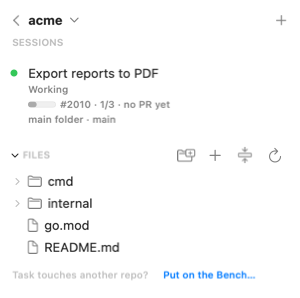 acme
SESSIONS
Export reports to PDF
Working
#2010 · 1/3 · no PR yet
main folder · main
FILES
cmd
internal
go.mod
README.md
Task touches another repo? Put on the Bench...